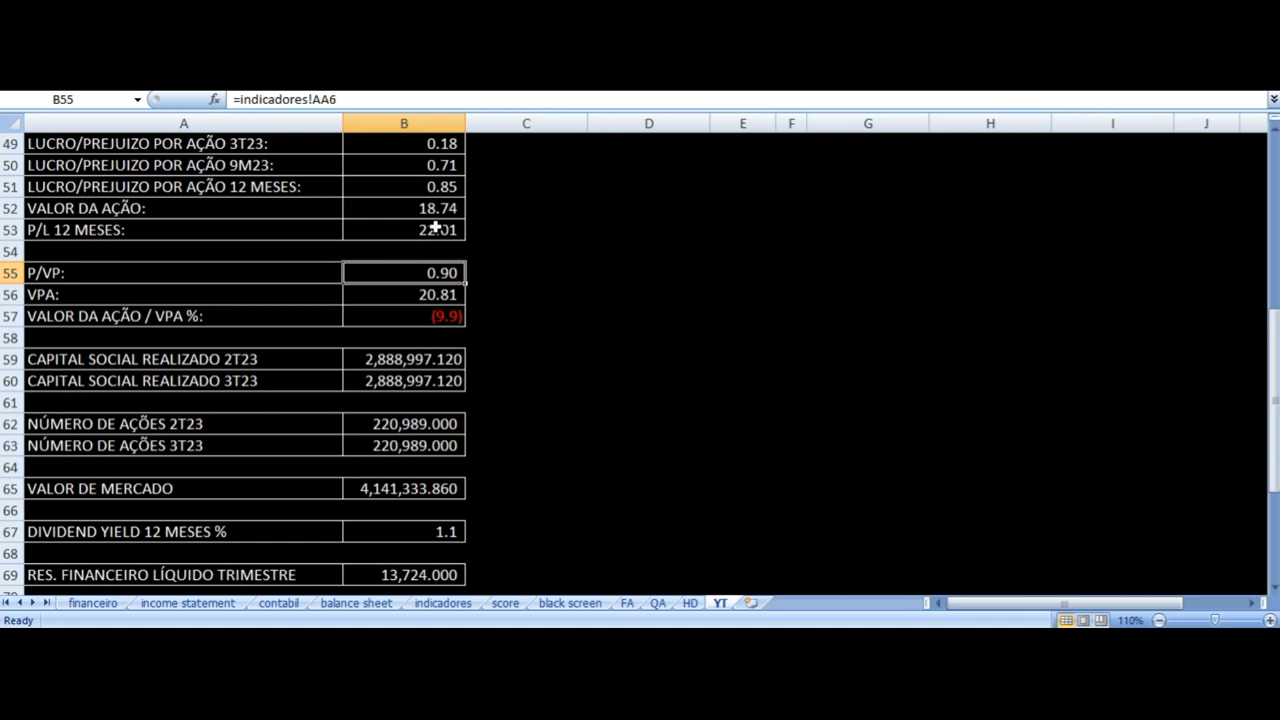 B55 fx =indicadores!AA6
A B C D E F G H I J
49 LUCRO/PREJUIZO POR AÇÃO 3T23: 0.18
50 LUCRO/PREJUIZO POR AÇÃO 9M23: 0.71
51 LUCRO/PREJUIZO POR AÇÃO 12 MESES: 0.85
52 VALOR DA AÇÃO: 18.74
53 P/L 12 MESES: 22.01
54
55 P/VP: 0.90
56 VPA: 20.81
57 VALOR DA AÇÃO / VPA %: (9.9)
58
59 CAPITAL SOCIAL REALIZADO 2T23 2,888,997.120
60 CAPITAL SOCIAL REALIZADO 3T23 2,888,997.120
61
62 NÚMERO DE AÇÕES 2T23 220,989.000
63 NÚMERO DE AÇÕES 3T23 220,989.000
64
65 VALOR DE MERCADO 4,141,333.860
66
67 DIVIDEND YIELD 12 MESES % 1.1
68
69 RES. FINANCEIRO LÍQUIDO TRIMESTRE 13,724.000
financeiro income statement contabil balance sheet indicadores score black screen FA QA HD YT
Ready 110%